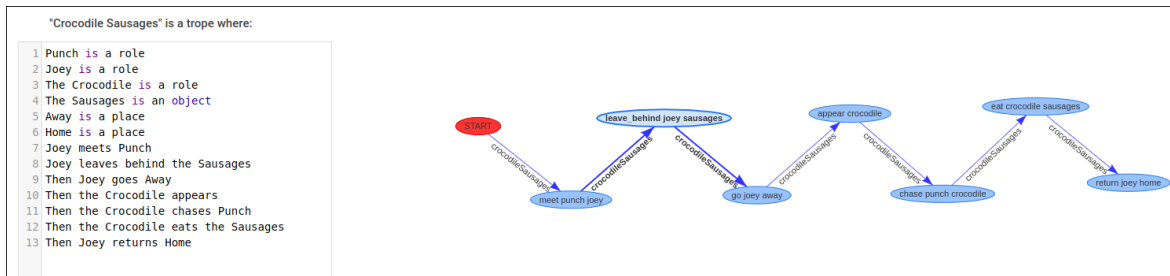 "Crocodile Sausages" is a trope where:
1 Punch is a role
2 Joey is a role
3 The Crocodile is a role
4 The Sausages is an object
5 Away is a place
6 Home is a place
7 Joey meets Punch
8 Joey leaves behind the Sausages
9 Then Joey goes Away
10 Then the Crocodile appears
11 Then the Crocodile chases Punch
12 Then the Crocodile eats the Sausages
13 Then Joey returns Home
START
crocodileSausages
meet punch joey
crocodileSausages
leave_behind joey sausages
crocodileSausages
go joey away
crocodileSausages
appear crocodile
crocodileSausages
chase punch crocodile
crocodileSausages
eat crocodile sausages
crocodileSausages
return joey home